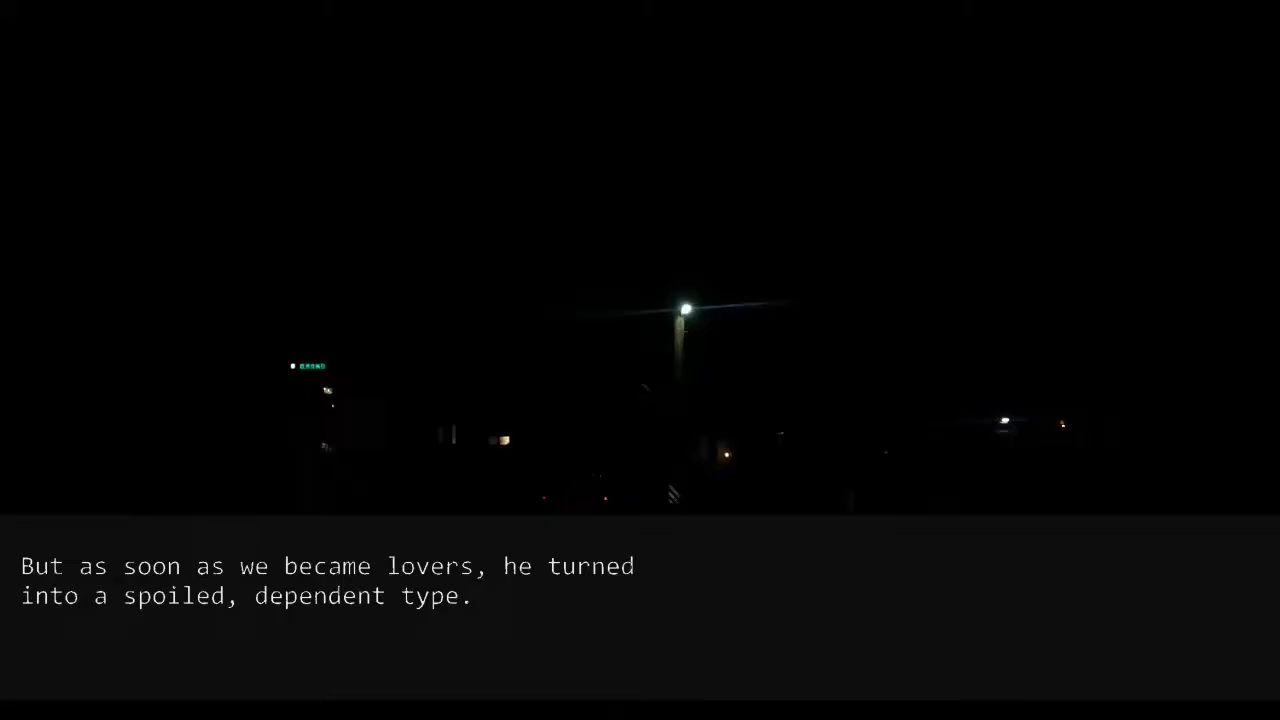 But as soon as we became lovers, he turned
into a spoiled, dependent type.